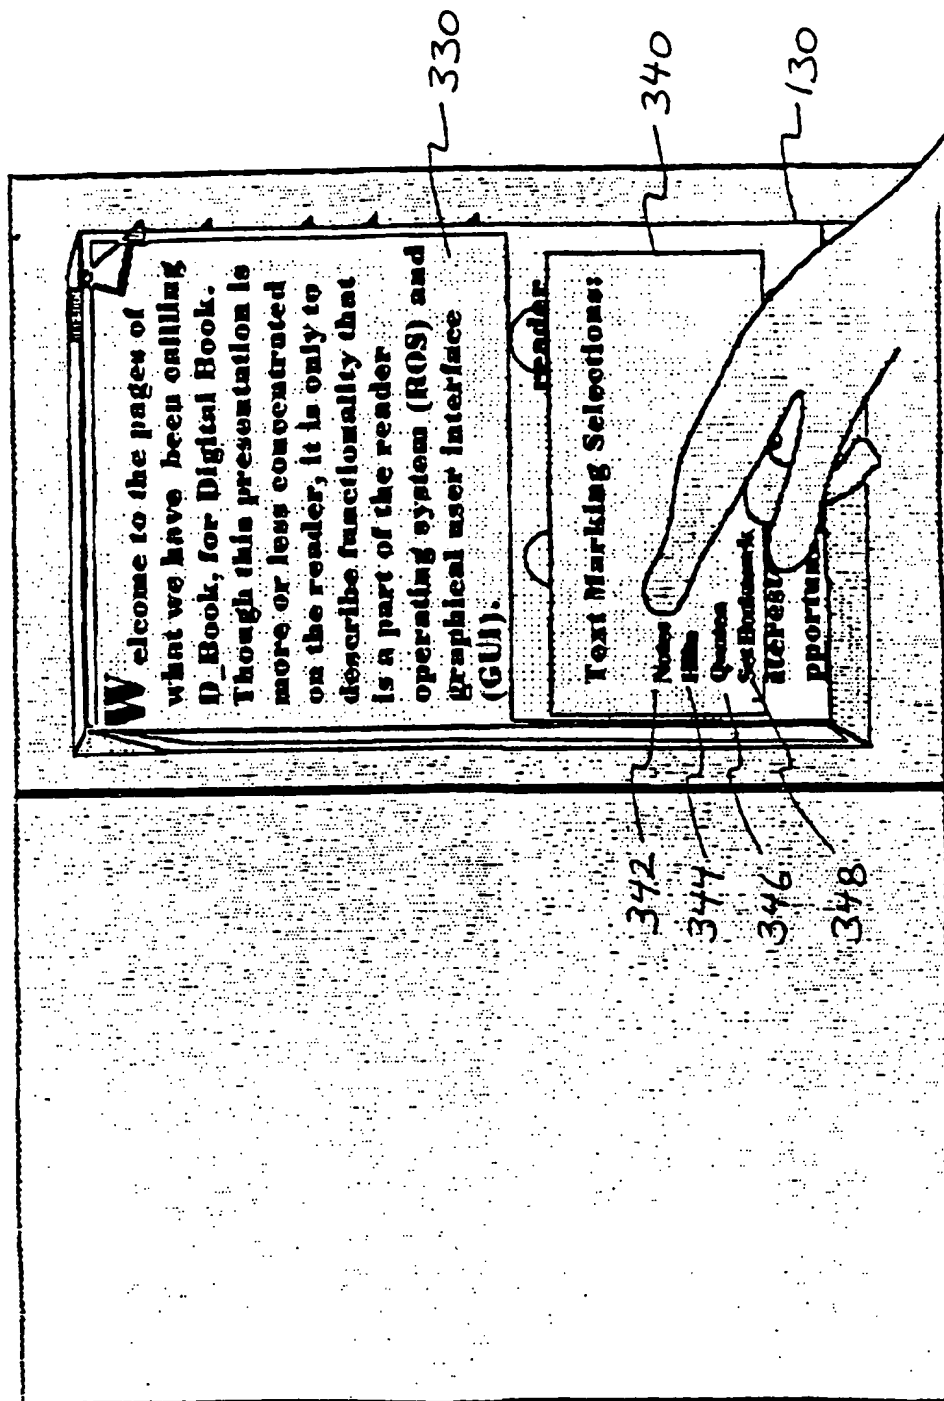 Welcome to the pages of
what we have been calling
D_Book, for Digital Book.
Though this presentation is
more or less concentrated
on the reader, it is only to
describe functionality that
is a part of the reader
operating system (ROS) and
graphical user interface
(GUI).
330
reader
Text Marking Selections:
340
342
Notes
344
346
348
Set Bookmark
pportun
130